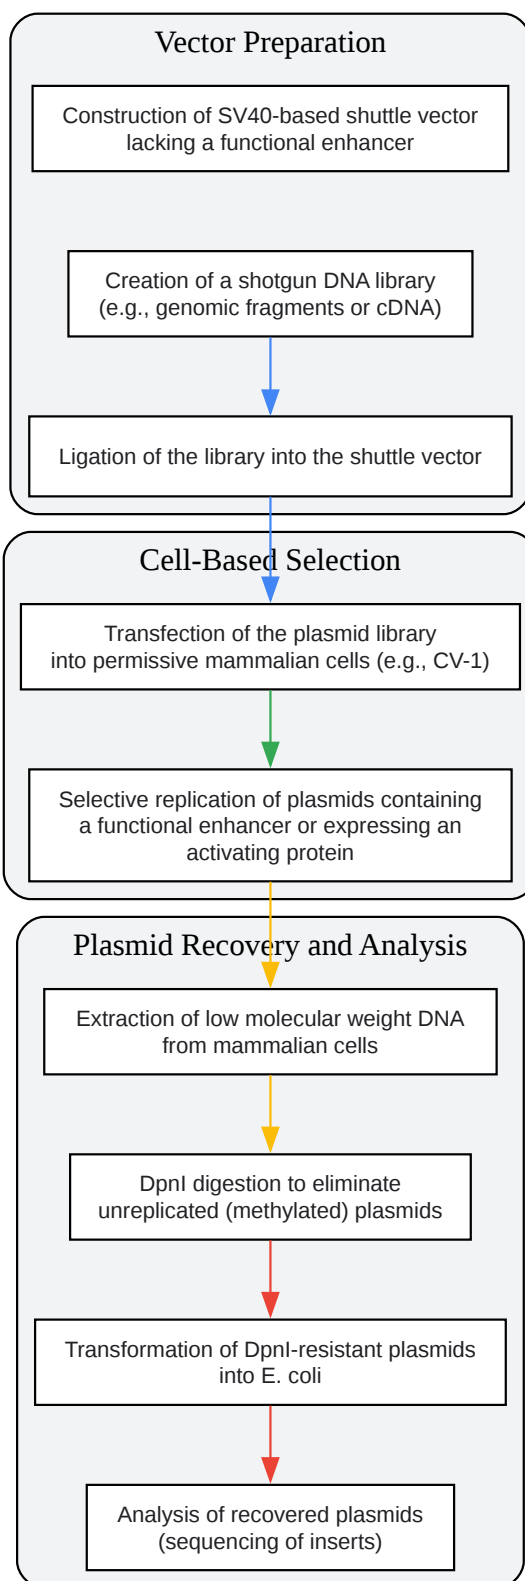 Vector Preparation
Construction of SV40-based shuttle vector
lacking a functional enhancer
Creation of a shotgun DNA library
(e.g., genomic fragments or cDNA)
Ligation of the library into the shuttle vector
Cell-Based Selection
Transfection of the plasmid library
into permissive mammalian cells (e.g., CV-1)
Selective replication of plasmids containing
a functional enhancer or expressing an
activating protein
Plasmid Recovery and Analysis
Extraction of low molecular weight DNA
from mammalian cells
DpnI digestion to eliminate
unreplicated (methylated) plasmids
Transformation of DpnI-resistant plasmids
into E. coli
Analysis of recovered plasmids
(sequencing of inserts)